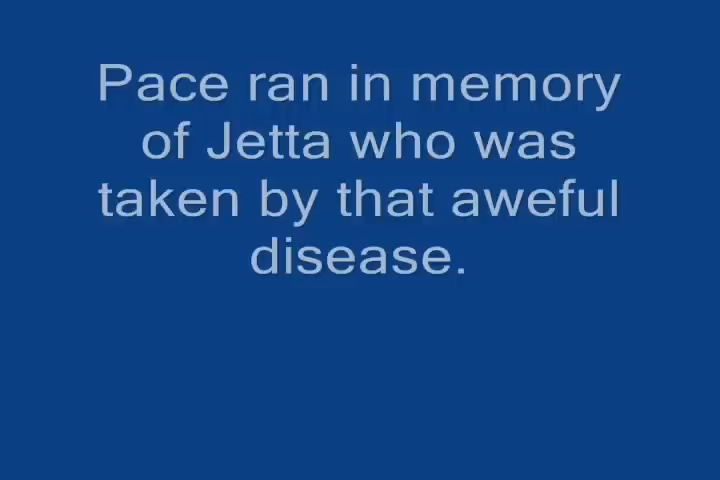 Pace ran in memory
of Jetta who was
taken by that aweful
disease.